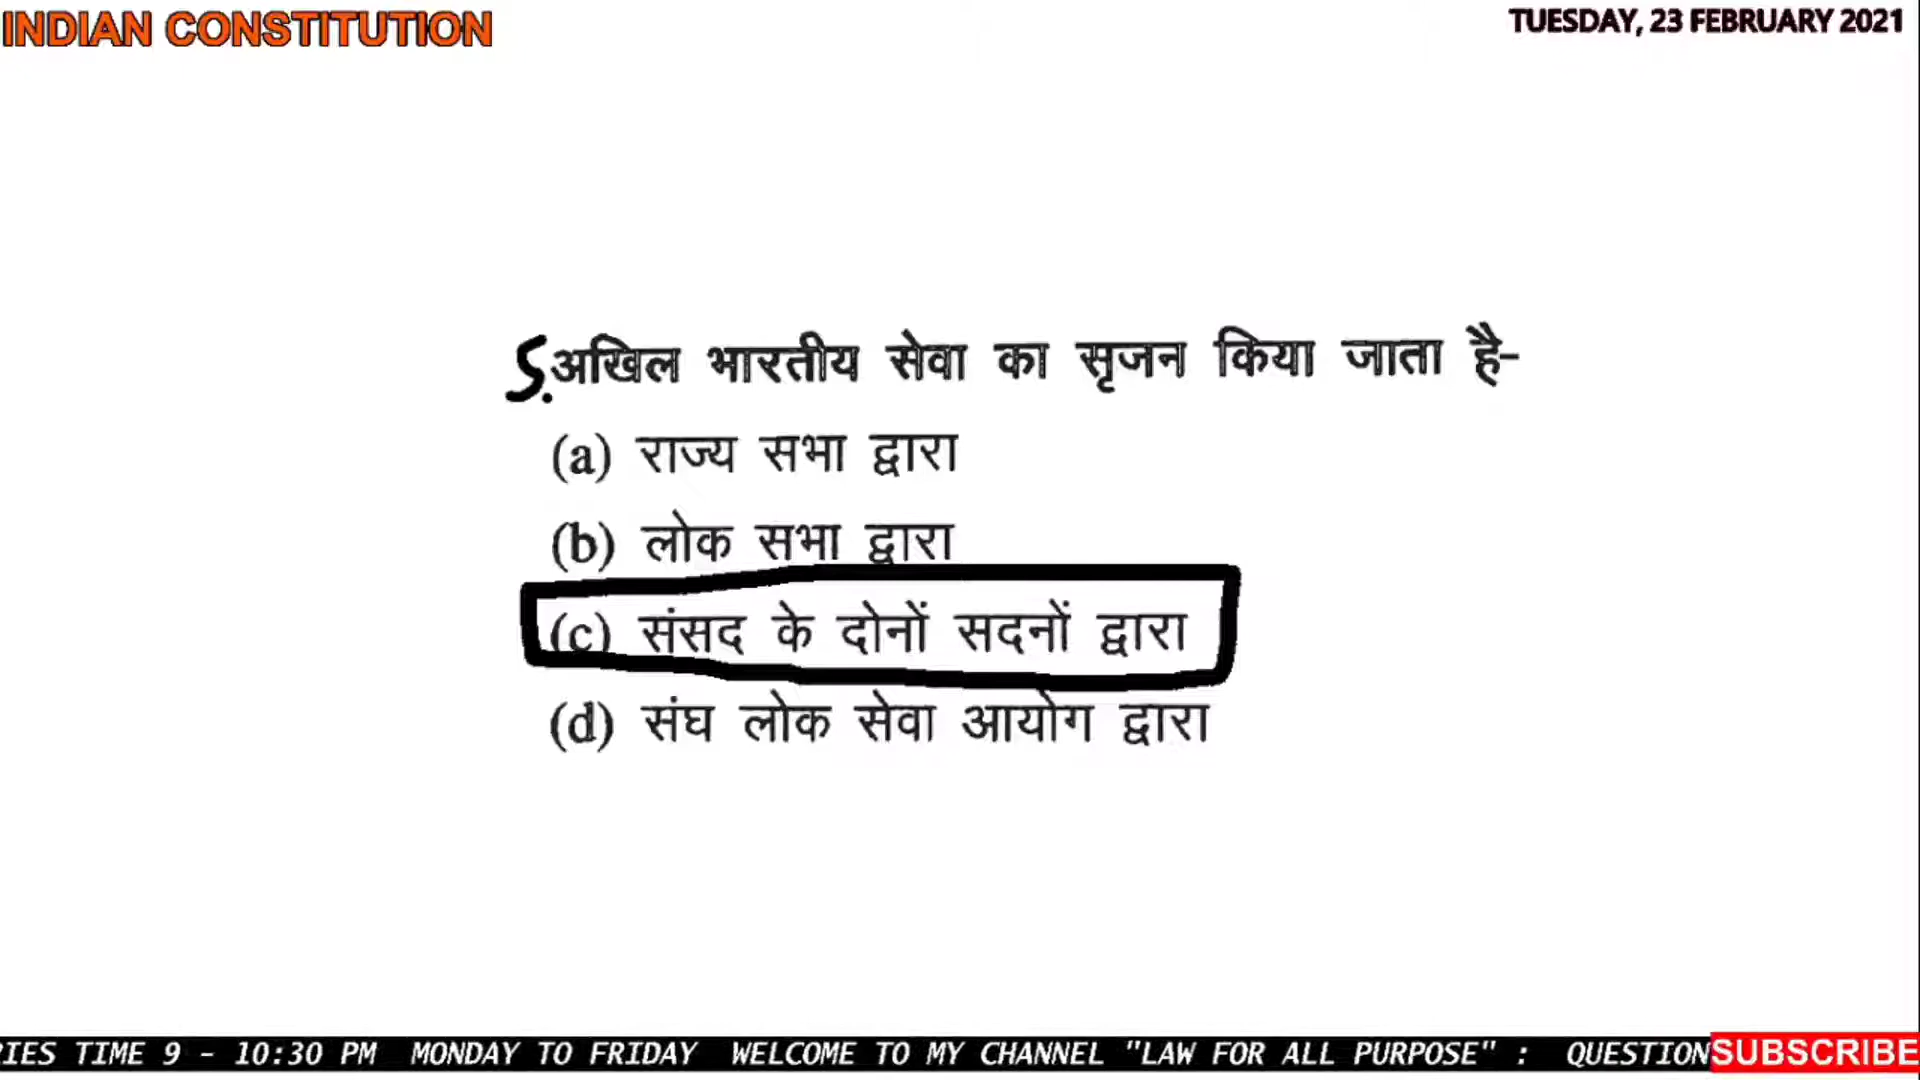 INDIAN CONSTITUTION
TUESDAY, 23 FEBRUARY 2021
5. अखिल भारतीय सेवा का सृजन किया जाता है-
(a) राज्य सभा द्वारा
(b) लोक सभा द्वारा
(c) संसद के दोनों सदनों द्वारा
(d) संघ लोक सेवा आयोग द्वारा
TIME 9 - 10:30 PM MONDAY TO FRIDAY WELCOME TO MY CHANNEL "LAW FOR ALL PURPOSE" : QUESTION SUBSCRIBE